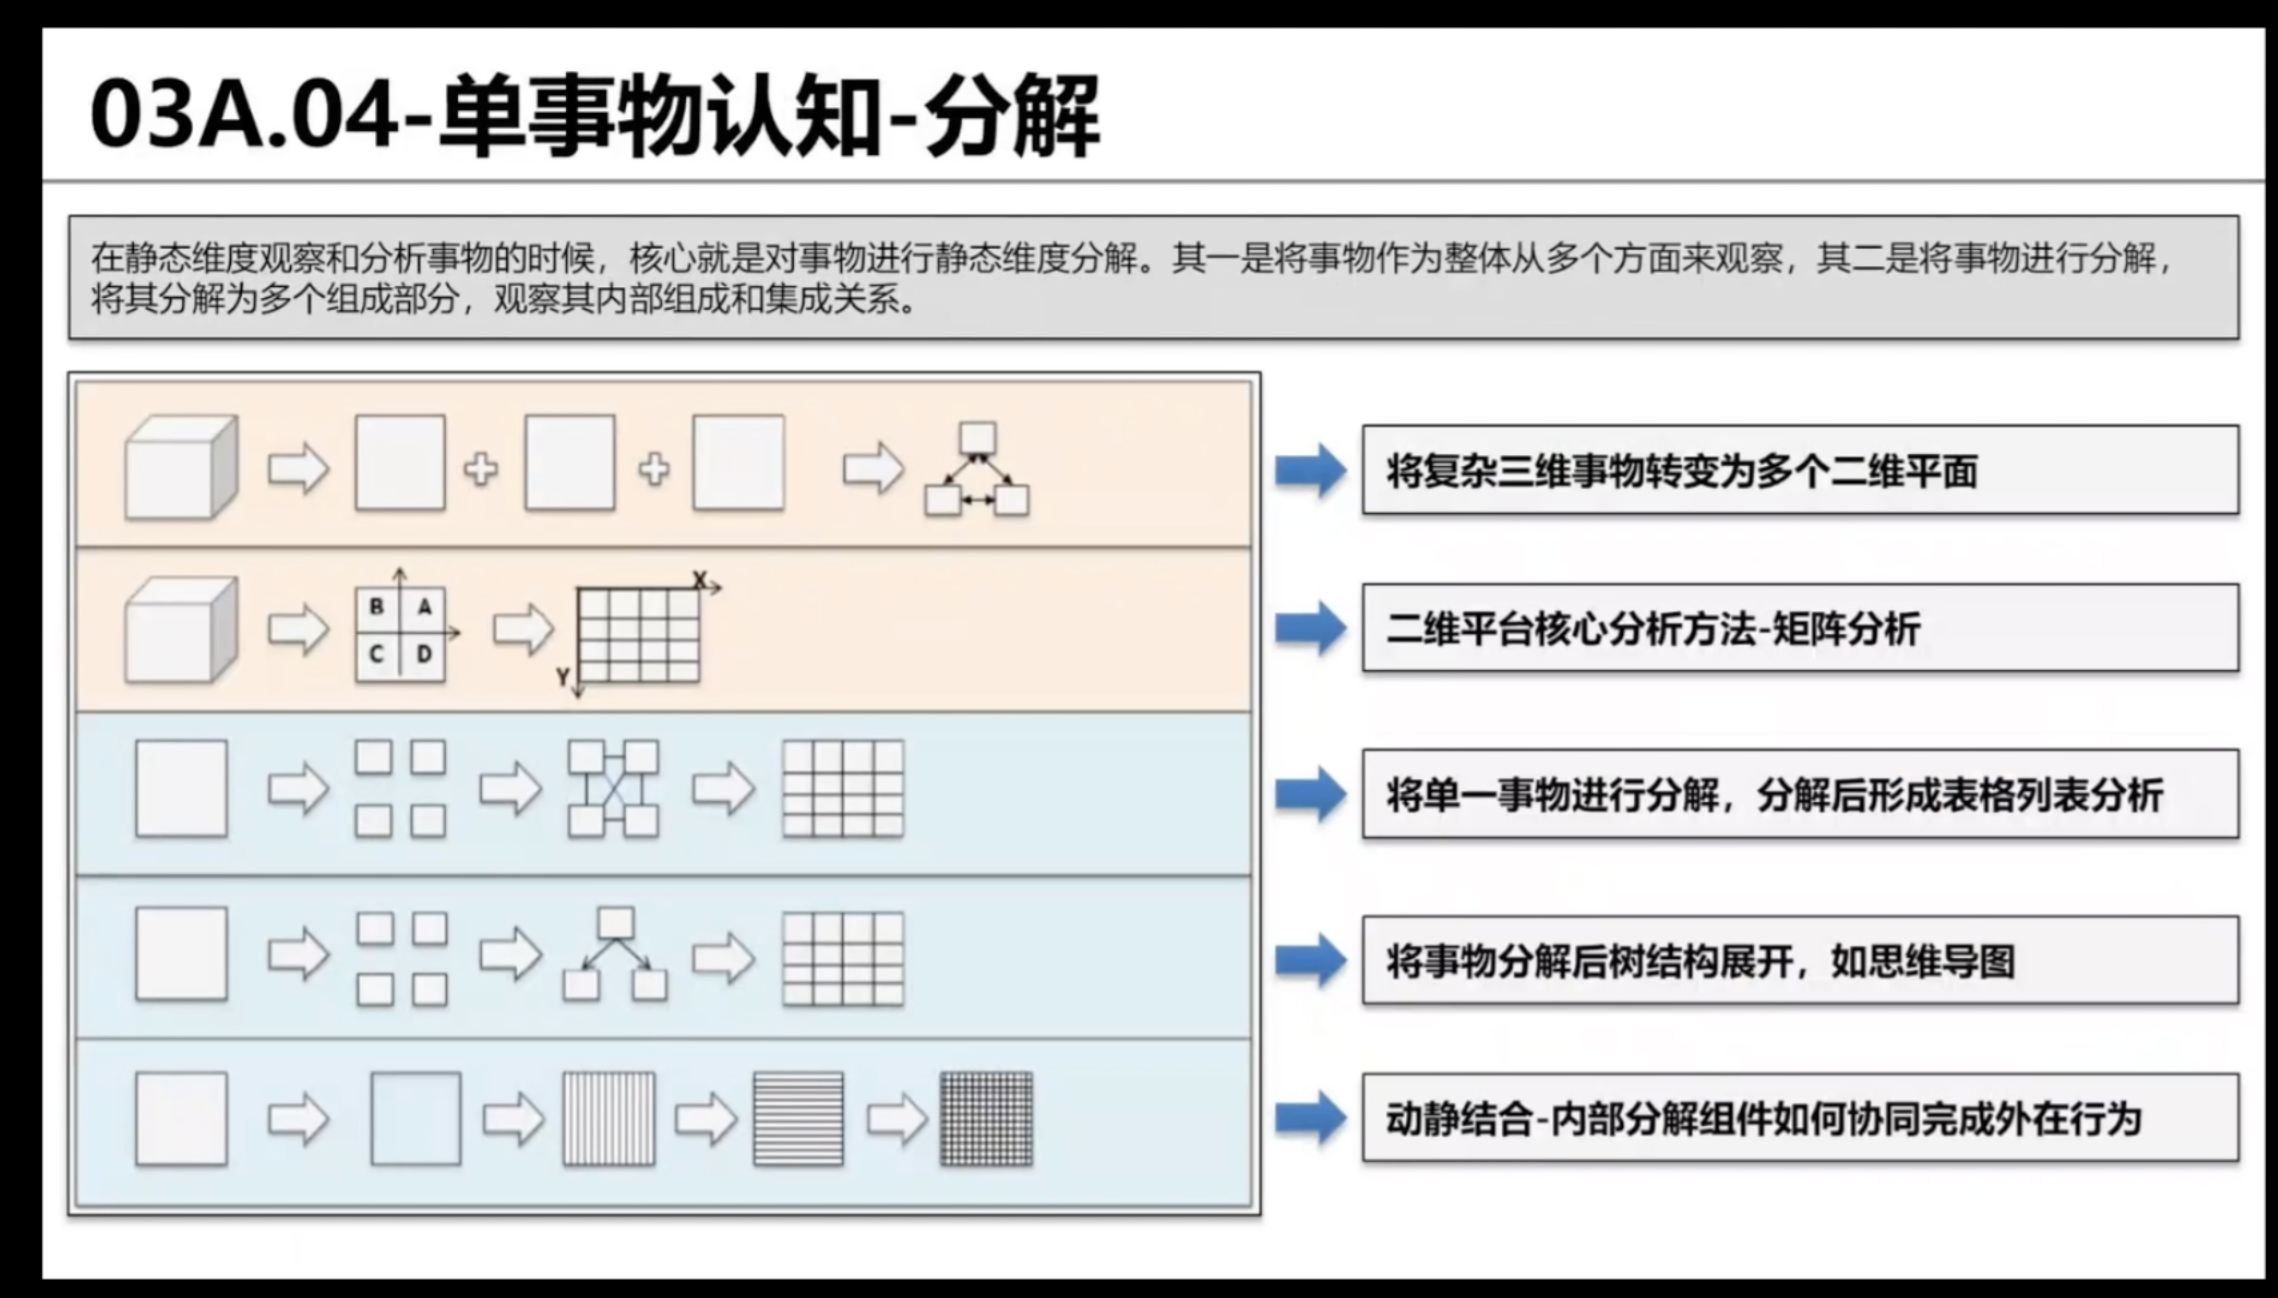 03A.04-单事物认知-分解
在静态维度观察和分析事物的时候，核心就是对事物进行静态维度分解。其一是将事物作为整体从多个方面来观察，其二是将事物进行分解，
将其分解为多个组成部分，观察其内部组成和集成关系。
将复杂三维事物转变为多个二维平面
X
B A
C D
Y
二维平台核心分析方法-矩阵分析
将单一事物进行分解，分解后形成表格列表分析
将事物分解后树结构展开，如思维导图
动静结合-内部分解组件如何协同完成外在行为